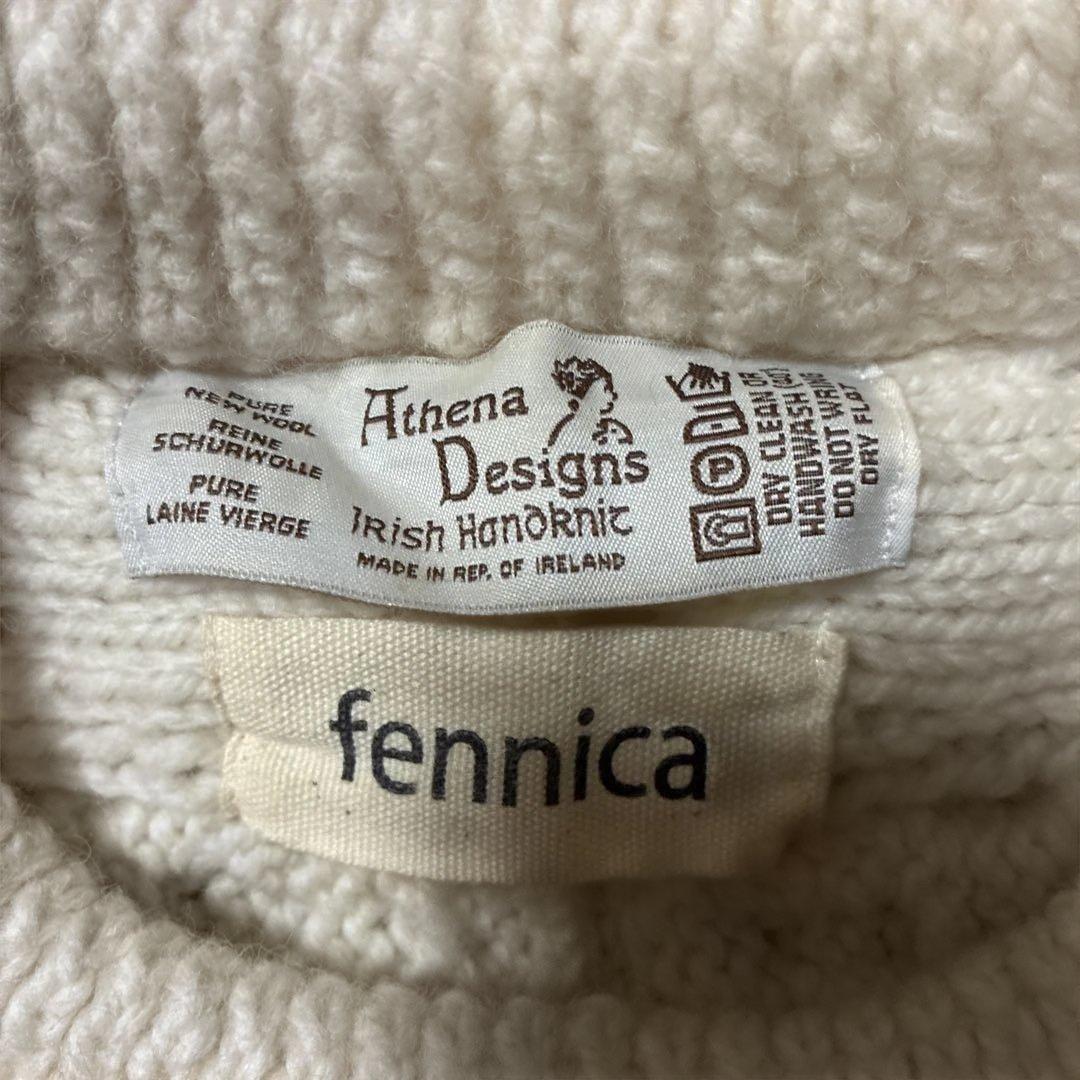 PURE
NEW WOOL
REINE
SCHURWOLLE
PURE
LAINE VIERGE
Athena
Designs
Irish Handknit
MADE IN REP. OF IRELAND
P
DRY CLEAN OR
HANDWASH (40°)
DO NOT WRING
DRY FLAT
fennica